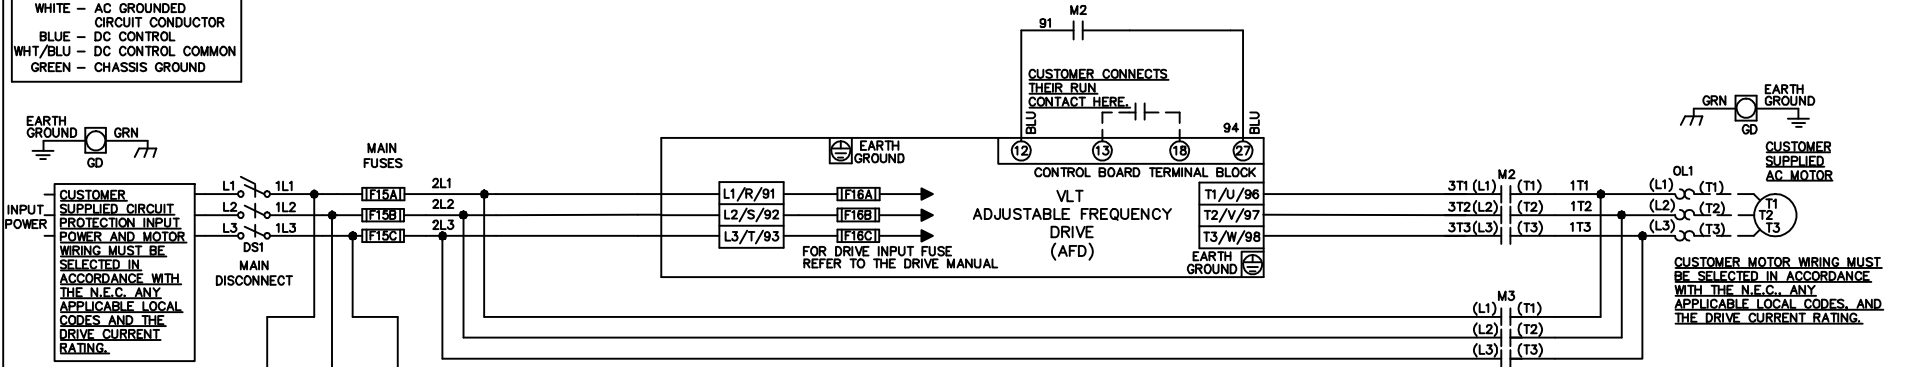 WHITE – AC GROUNDED
CIRCUIT CONDUCTOR
BLUE – DC CONTROL
WHT/BLU – DC CONTROL COMMON
GREEN – CHASSIS GROUND
EARTH
GROUND
GRN
GD
INPUT
POWER
CUSTOMER
SUPPLIED CIRCUIT
PROTECTION INPUT
POWER AND MOTOR
WIRING MUST BE
SELECTED IN
ACCORDANCE WITH
THE N.E.C. ANY
APPLICABLE LOCAL
CODES AND THE
DRIVE CURRENT
RATING.
L1
L2
L3
1L1
1L2
1L3
DS1
MAIN
DISCONNECT
MAIN
FUSES
F15A
F15B
F15C
2L1
2L2
2L3
M2
91
CUSTOMER CONNECTS
THEIR RUN
CONTACT HERE.
BLU
94
BLU
12
13
18
27
CONTROL BOARD TERMINAL BLOCK
EARTH
GROUND
L1/R/91
L2/S/92
L3/T/93
F16A
F16B
F16C
FOR DRIVE INPUT FUSE
REFER TO THE DRIVE MANUAL
VLT
ADJUSTABLE FREQUENCY
DRIVE
(AFD)
T1/U/96
T2/V/97
T3/W/98
EARTH
GROUND
M2
3T1 (L1) (T1) 1T1
3T2(L2) (T2) 1T2
3T3(L3) (T3) 1T3
M3
(L1) (T1)
(L2) (T2)
(L3) (T3)
GRN
GD
EARTH
GROUND
CUSTOMER
SUPPLIED
AC MOTOR
OL1
(L1) (T1)
(L2) (T2)
(L3) (T3)
T1
T2
T3
CUSTOMER MOTOR WIRING MUST
BE SELECTED IN ACCORDANCE
WITH THE N.E.C., ANY
APPLICABLE LOCAL CODES, AND
THE DRIVE CURRENT RATING.